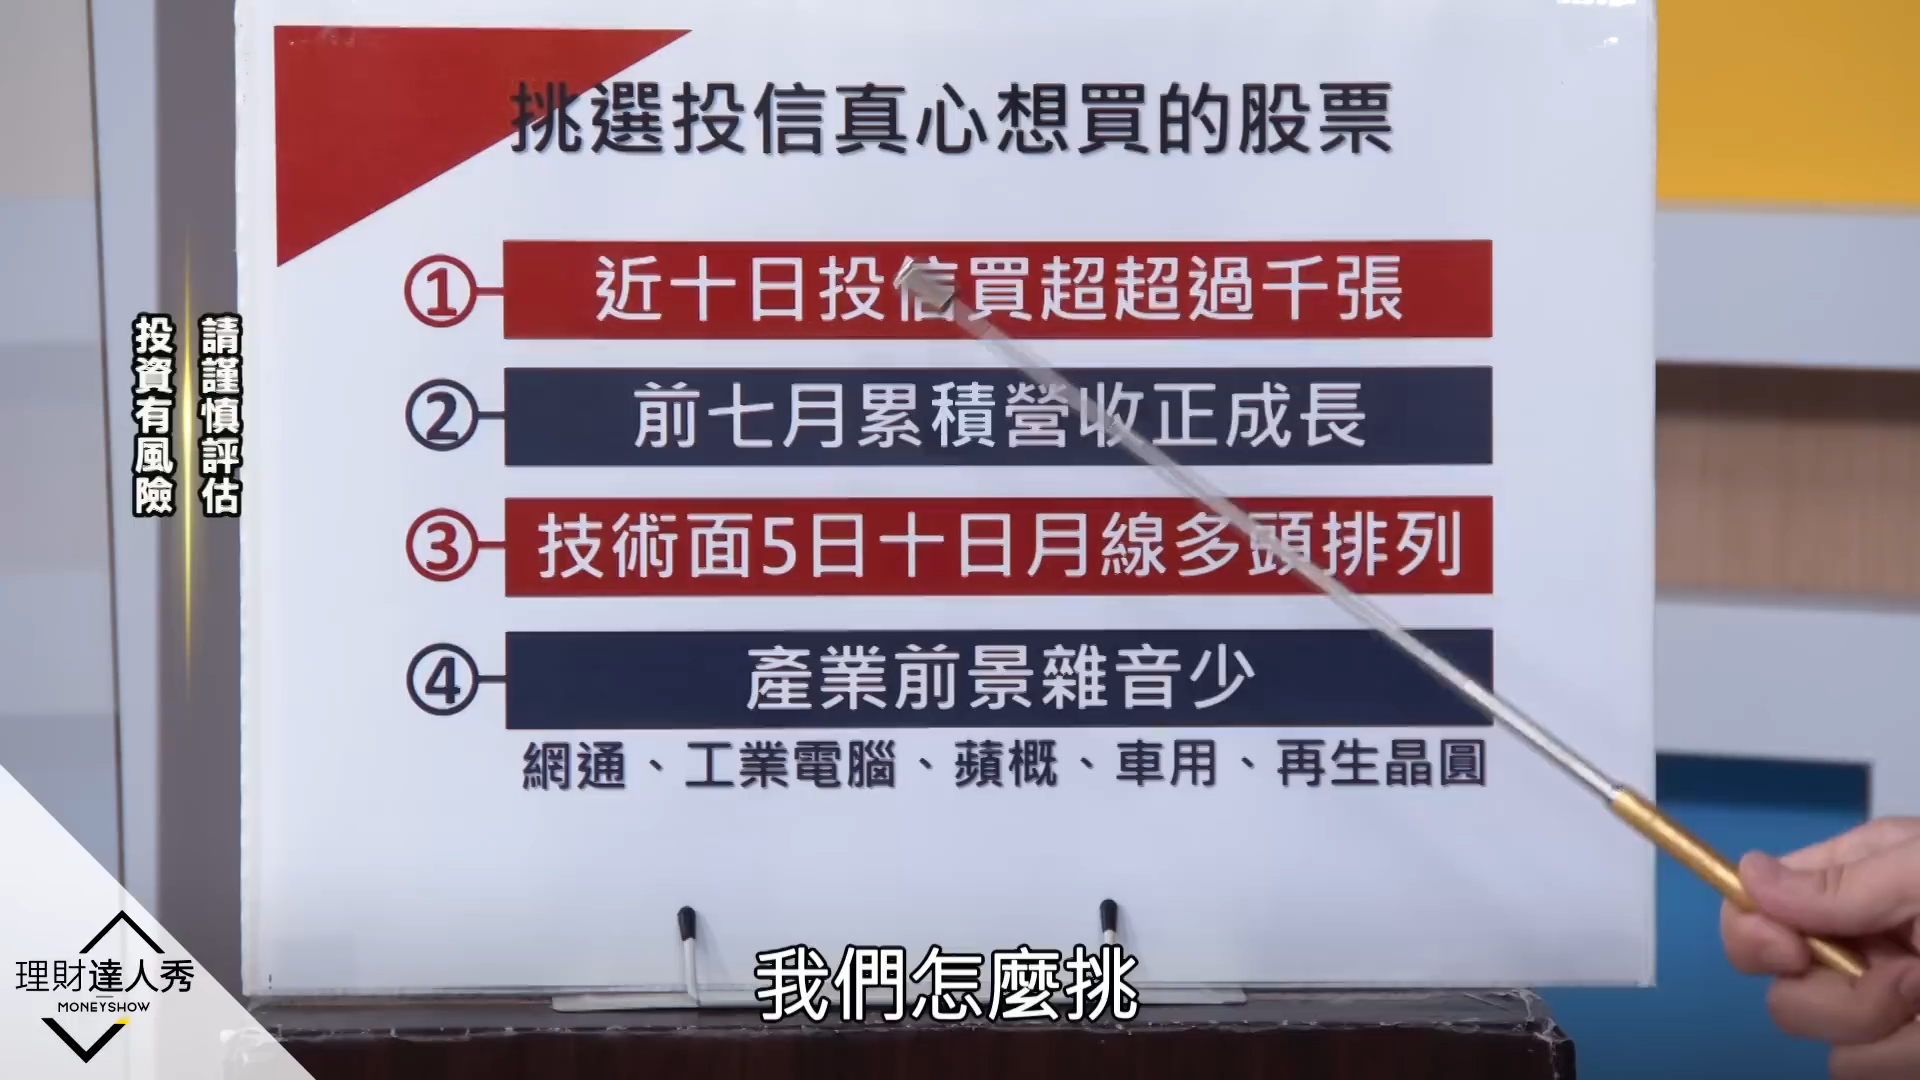 挑選投信真心想買的股票
① 近十日投信買超超過千張
② 前七月累積營收正成長
③ 技術面5日十日月線多頭排列
④ 產業前景雜音少
網通、工業電腦、蘋概、車用、再生晶圓
投資有風險
請謹慎評估
理財達人秀
MONEYSHOW
我們怎麼挑